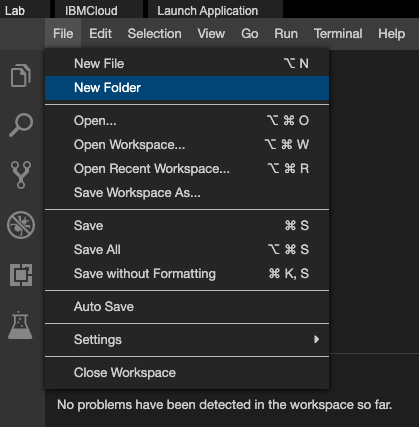 Lab IBMCloud Launch Application
File Edit Selection View Go Run Terminal Help
New File ⌥ N
New Folder
Open... ⌥ ⌘ O
Open Workspace... ⌥ ⌘ W
Open Recent Workspace... ⌥ ⌘ R
Save Workspace As...
Save ⌘ S
Save All ⌥ ⌘ S
Save without Formatting ⌘ K, S
Auto Save
Settings
Close Workspace
No problems have been detected in the workspace so far.